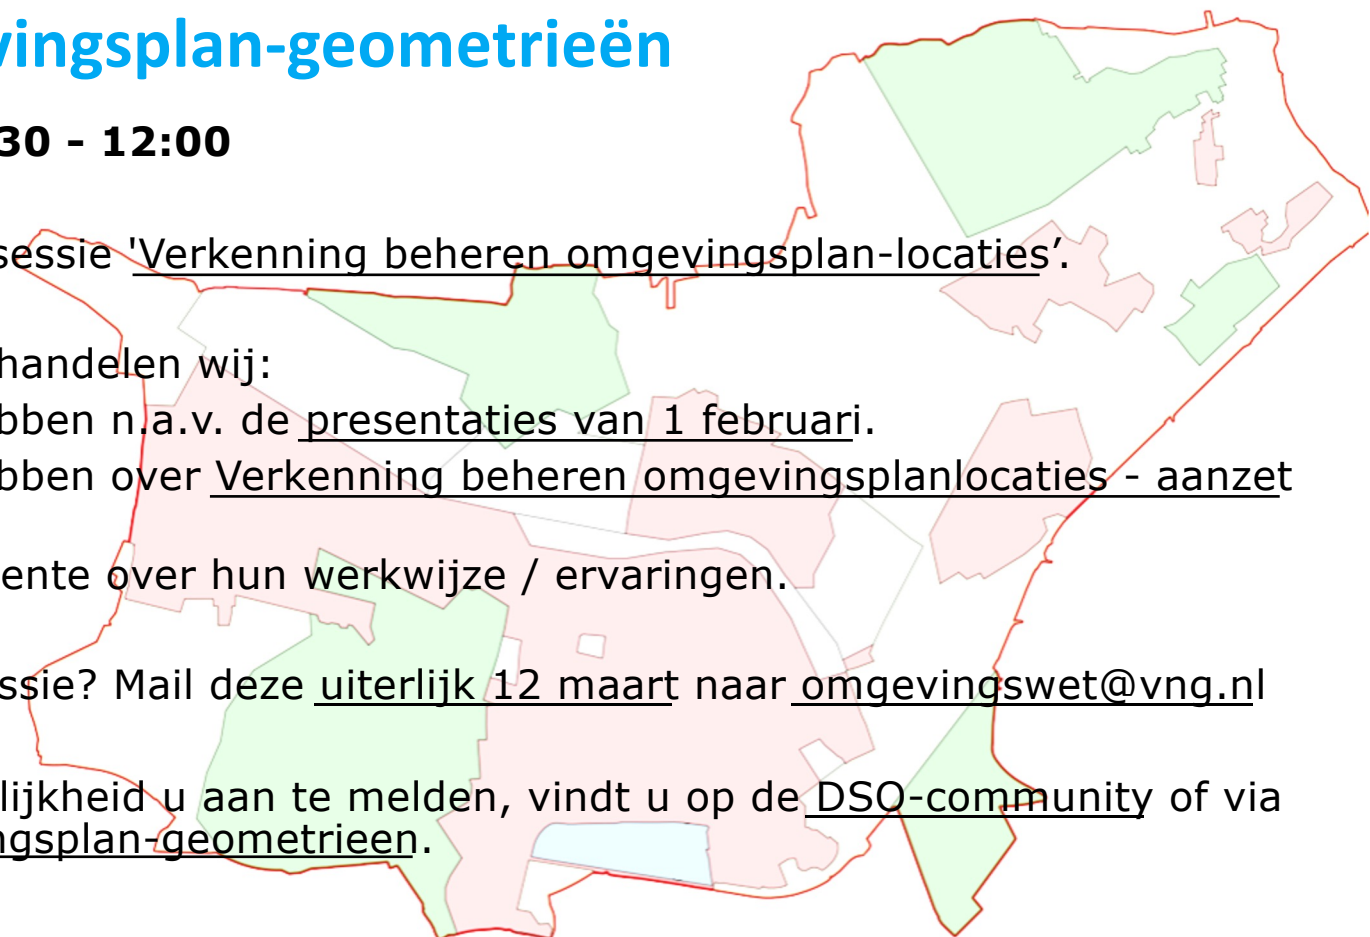 vingsplan-geometrieën
30 - 12:00
sessie 'Verkenning beheren omgevingsplan-locaties’.
handelen wij:
bben n.a.v. de presentaties van 1 februari.
bben over Verkenning beheren omgevingsplanlocaties - aanzet
ente over hun werkwijze / ervaringen.
ssie? Mail deze uiterlijk 12 maart naar omgevingswet@vng.nl
lijkheid u aan te melden, vindt u op de DSO-community of via
ngsplan-geometrieen.